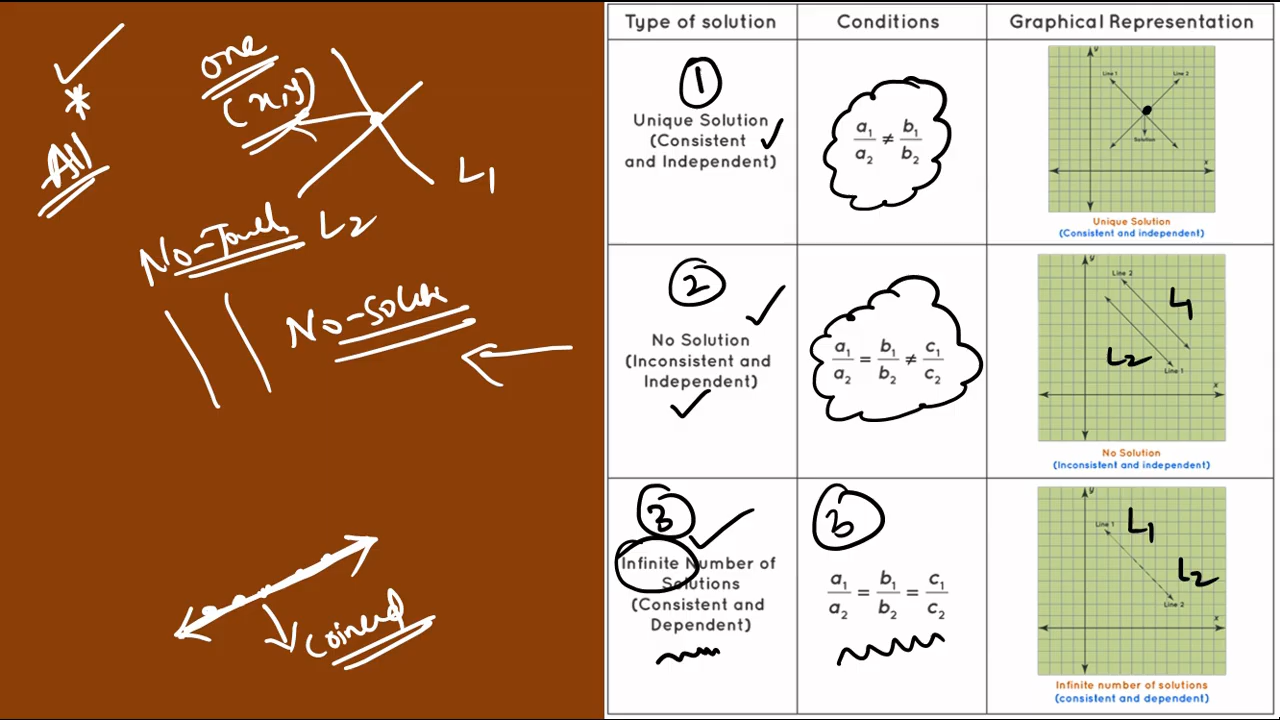 one
(x,y)
*
All
L1
L2
No-Touch
No-Solute
Coincd
Type of solution
Conditions
Graphical Representation
1
Unique Solution
(Consistent
and Independent)
a1/a2 ≠ b1/b2
y
Line 1
Line 2
Solution
x
Unique Solution
(Consistent and independent)
2
No Solution
(Inconsistent and
Independent)
a1/a2 = b1/b2 ≠ c1/c2
y
Line 2
L1
L2
Line 1
x
No Solution
(Inconsistent and independent)
3
Infinite Number of
Solutions
(Consistent and
Dependent)
3
a1/a2 = b1/b2 = c1/c2
y
Line 1
L1
L2
Line 2
x
Infinite number of solutions
(consistent and dependent)